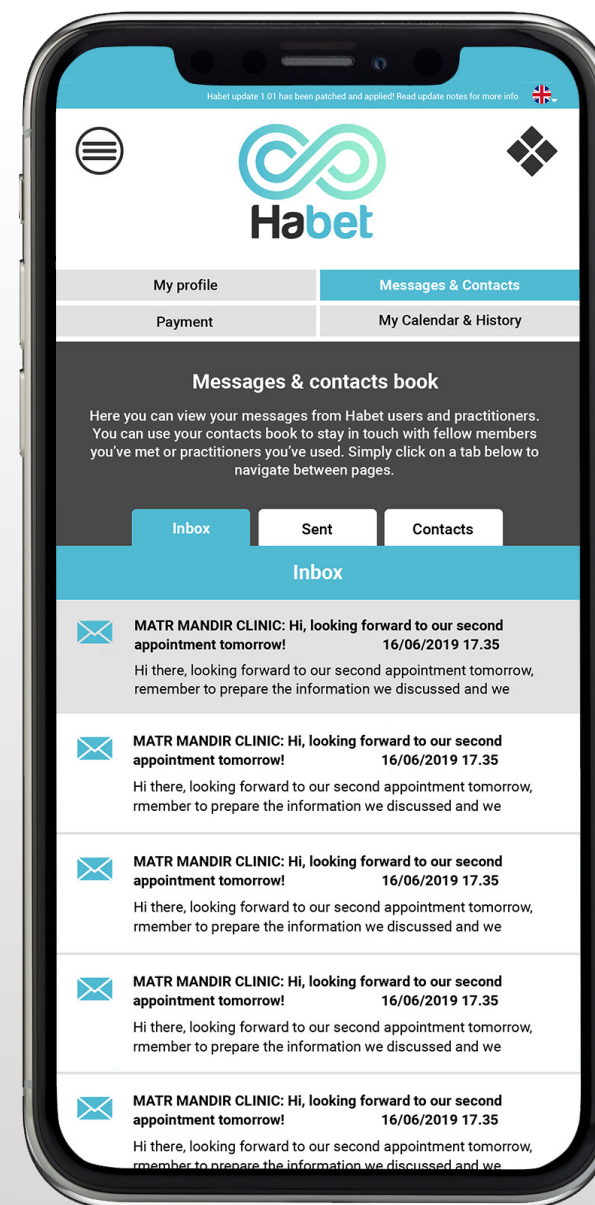 Habet update 1.01 has been patched and applied! Read update notes for more info
Habet
My profile
Messages & Contacts
Payment
My Calendar & History
Messages & contacts book
Here you can view your messages from Habet users and practitioners.
You can use your contacts book to stay in touch with fellow members
you've met or practitioners you've used. Simply click on a tab below to
navigate between pages.
Inbox
Sent
Contacts
Inbox
MATR MANDIR CLINIC: Hi, looking forward to our second
appointment tomorrow! 16/06/2019 17.35
Hi there, looking forward to our second appointment tomorrow,
remember to prepare the information we discussed and we
MATR MANDIR CLINIC: Hi, looking forward to our second
appointment tomorrow! 16/06/2019 17.35
Hi there, looking forward to our second appointment tomorrow,
rmember to prepare the information we discussed and we
MATR MANDIR CLINIC: Hi, looking forward to our second
appointment tomorrow! 16/06/2019 17.35
Hi there, looking forward to our second appointment tomorrow,
rmember to prepare the information we discussed and we
MATR MANDIR CLINIC: Hi, looking forward to our second
appointment tomorrow! 16/06/2019 17.35
Hi there, looking forward to our second appointment tomorrow,
rmember to prepare the information we discussed and we
MATR MANDIR CLINIC: Hi, looking forward to our second
appointment tomorrow! 16/06/2019 17.35
Hi there, looking forward to our second appointment tomorrow,
rmember to prepare the information we discussed and we